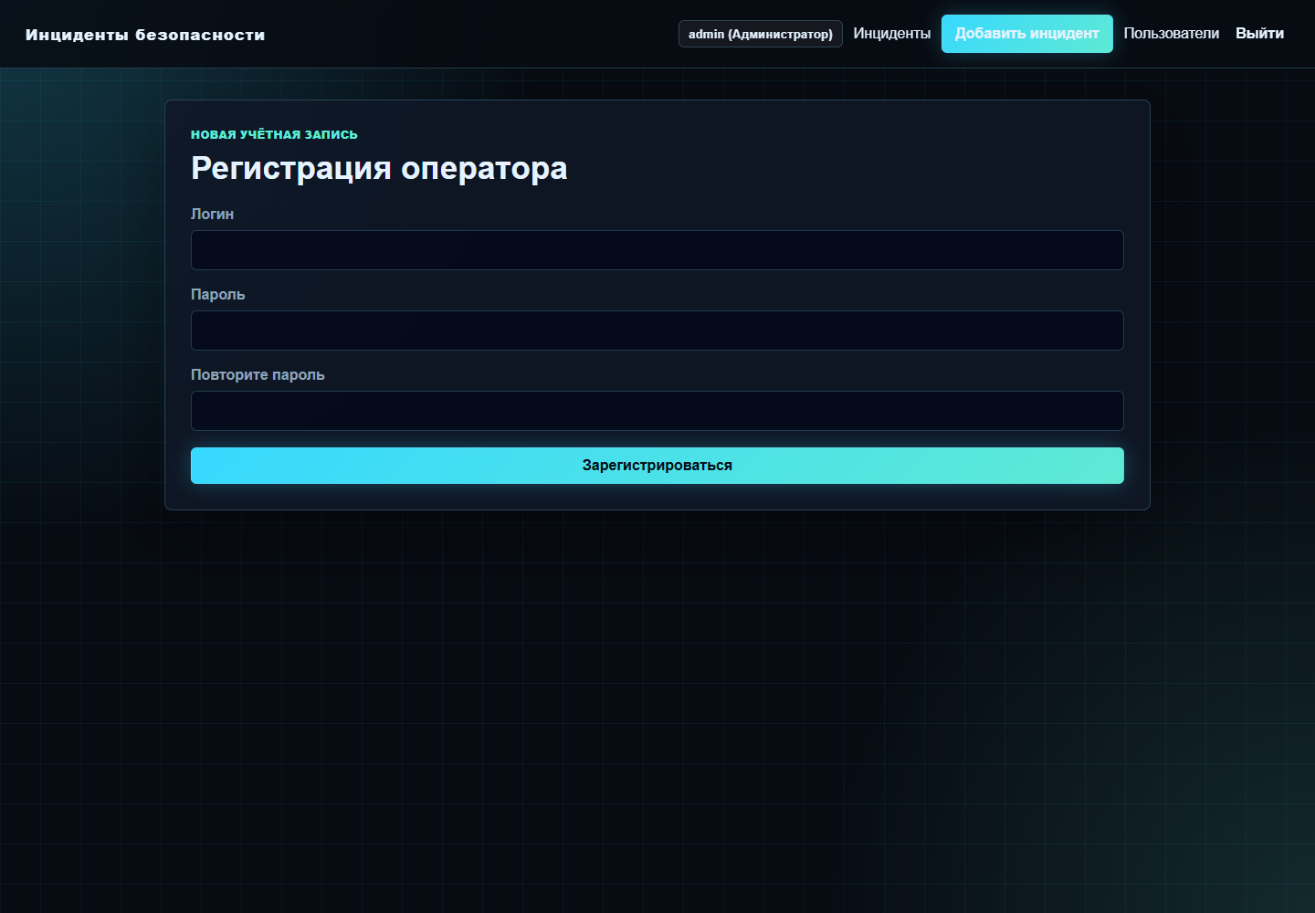 Инциденты безопасности
admin (Администратор) Инциденты Добавить инцидент Пользователи Выйти
НОВАЯ УЧЁТНАЯ ЗАПИСЬ
Регистрация оператора
Логин
Пароль
Повторите пароль
Зарегистрироваться